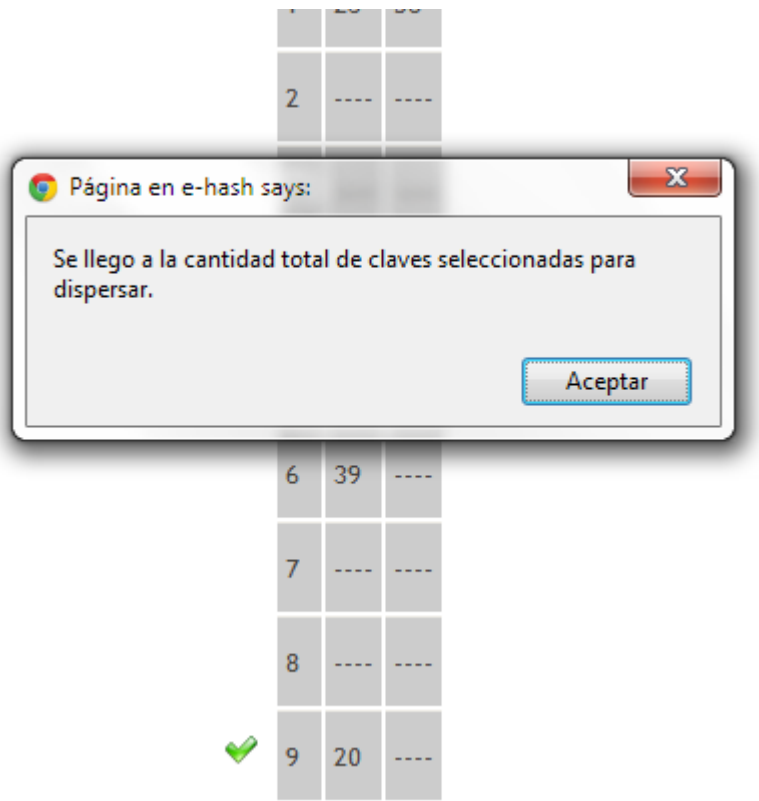 2 ---- ----
Página en e-hash says:
Se llego a la cantidad total de claves seleccionadas para
dispersar.
Aceptar
6 39 ----
7 ---- ----
8 ---- ----
9 20 ----